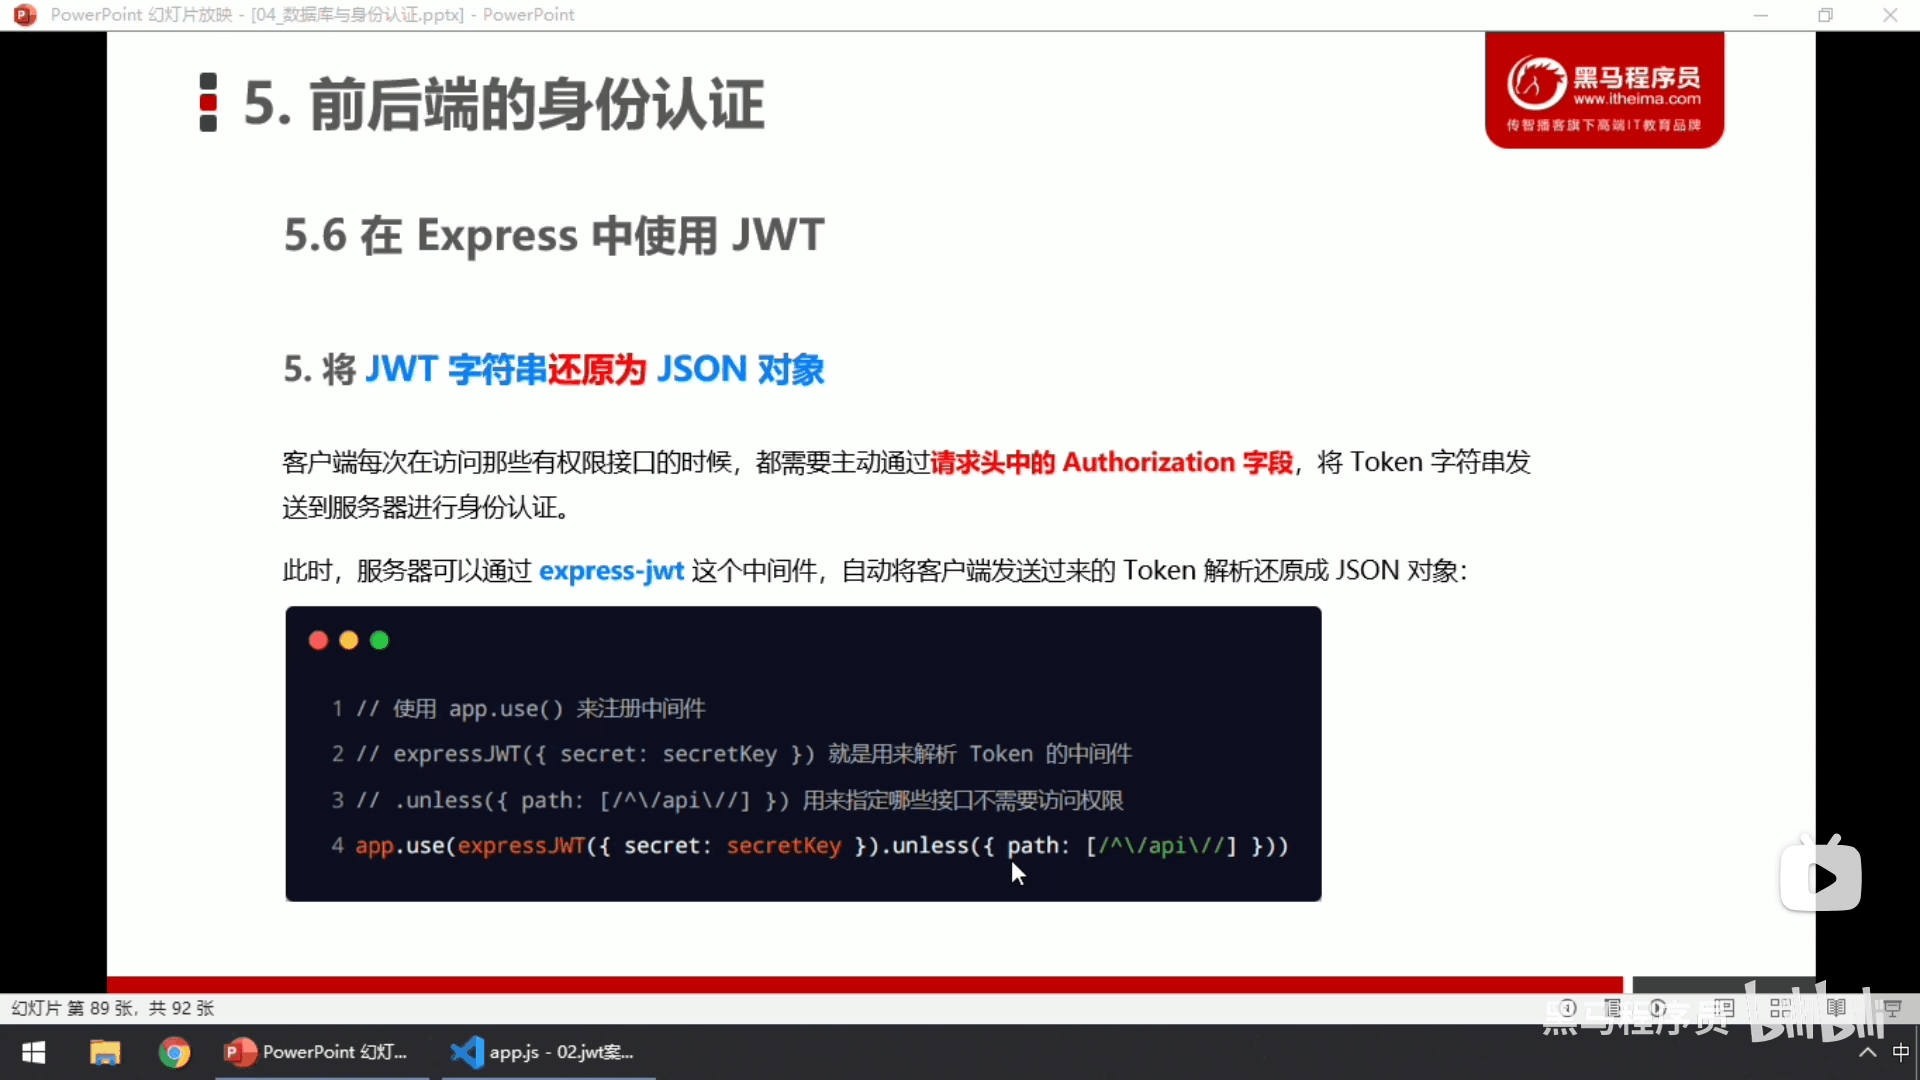 PowerPoint 幻灯片放映 - [04_数据库与身份认证.pptx] - PowerPoint
5. 前后端的身份认证
黑马程序员
www.itheima.com
传智播客旗下高端IT教育品牌
5.6 在 Express 中使用 JWT
5. 将 JWT 字符串还原为 JSON 对象
客户端每次在访问那些有权限接口的时候，都需要主动通过请求头中的 Authorization 字段，将 Token 字符串发
送到服务器进行身份认证。
此时，服务器可以通过 express-jwt 这个中间件，自动将客户端发送过来的 Token 解析还原成 JSON 对象：
1 // 使用 app.use() 来注册中间件
2 // expressJWT({ secret: secretKey }) 就是用来解析 Token 的中间件
3 // .unless({ path: [/^\/api\//] }) 用来指定哪些接口不需要访问权限
4 app.use(expressJWT({ secret: secretKey }).unless({ path: [/^\/api\//] }))
幻灯片 第 89 张，共 92 张
黑马程序员 bilibili
PowerPoint 幻灯...
app.js - 02.jwt案...
中